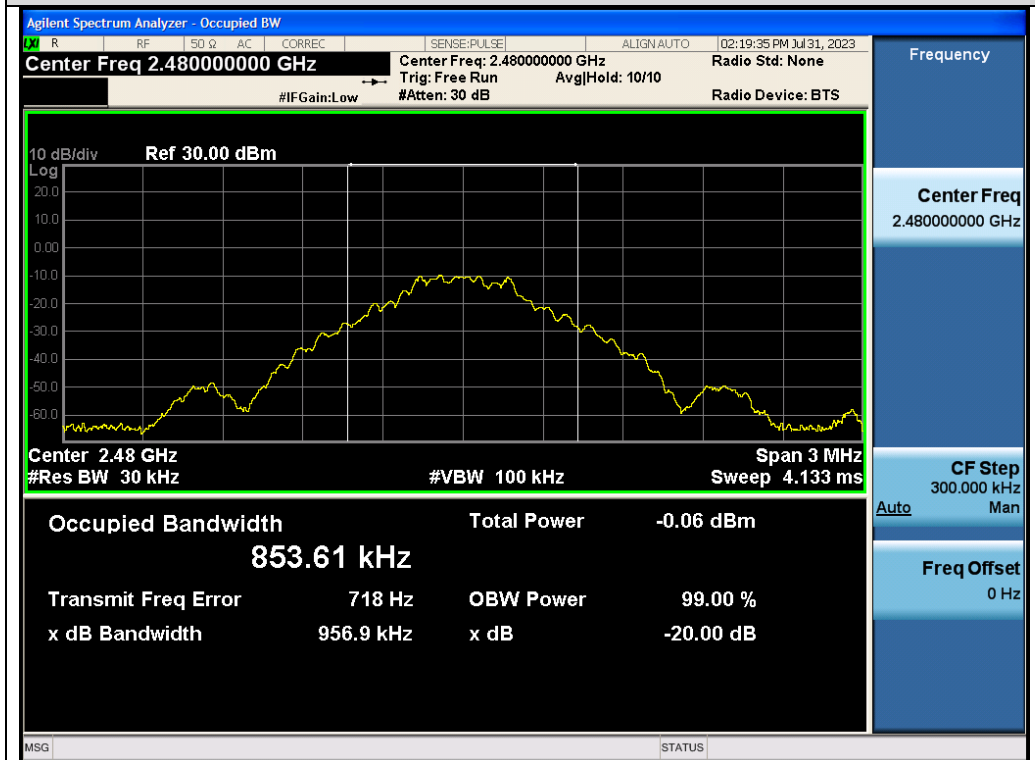 Agilent Spectrum Analyzer - Occupied BW
LXI R RF 50 Ω AC CORREC SENSE:PULSE ALIGN AUTO 02:19:35 PM Jul 31, 2023
Center Freq 2.480000000 GHz
#IFGain:Low
Center Freq: 2.480000000 GHz
Trig: Free Run Avg|Hold: 10/10
#Atten: 30 dB
Radio Std: None
Radio Device: BTS
10 dB/div Ref 30.00 dBm
Log
20.0
10.0
0.00
-10.0
-20.0
-30.0
-40.0
-50.0
-60.0
Center 2.48 GHz Span 3 MHz
#Res BW 30 kHz #VBW 100 kHz Sweep 4.133 ms
Occupied Bandwidth Total Power -0.06 dBm
853.61 kHz
Transmit Freq Error 718 Hz OBW Power 99.00 %
x dB Bandwidth 956.9 kHz x dB -20.00 dB
MSG STATUS
Frequency
Center Freq
2.480000000 GHz
CF Step
300.000 kHz
Auto Man
Freq Offset
0 Hz